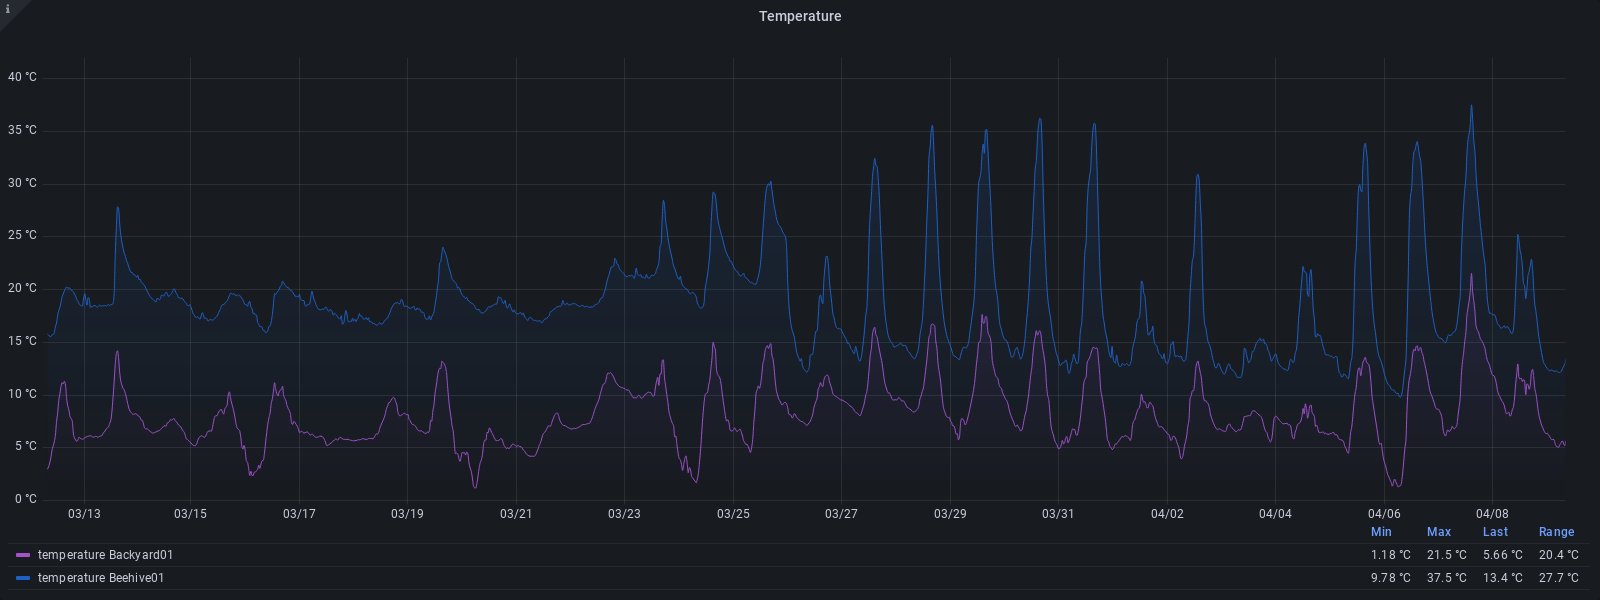 i
Temperature
40 °C
35 °C
30 °C
25 °C
20 °C
15 °C
10 °C
5 °C
0 °C
03/13 03/15 03/17 03/19 03/21 03/23 03/25 03/27 03/29 03/31 04/02 04/04 04/06 04/08
Min Max Last Range
temperature Backyard01 1.18 °C 21.5 °C 5.66 °C 20.4 °C
temperature Beehive01 9.78 °C 37.5 °C 13.4 °C 27.7 °C